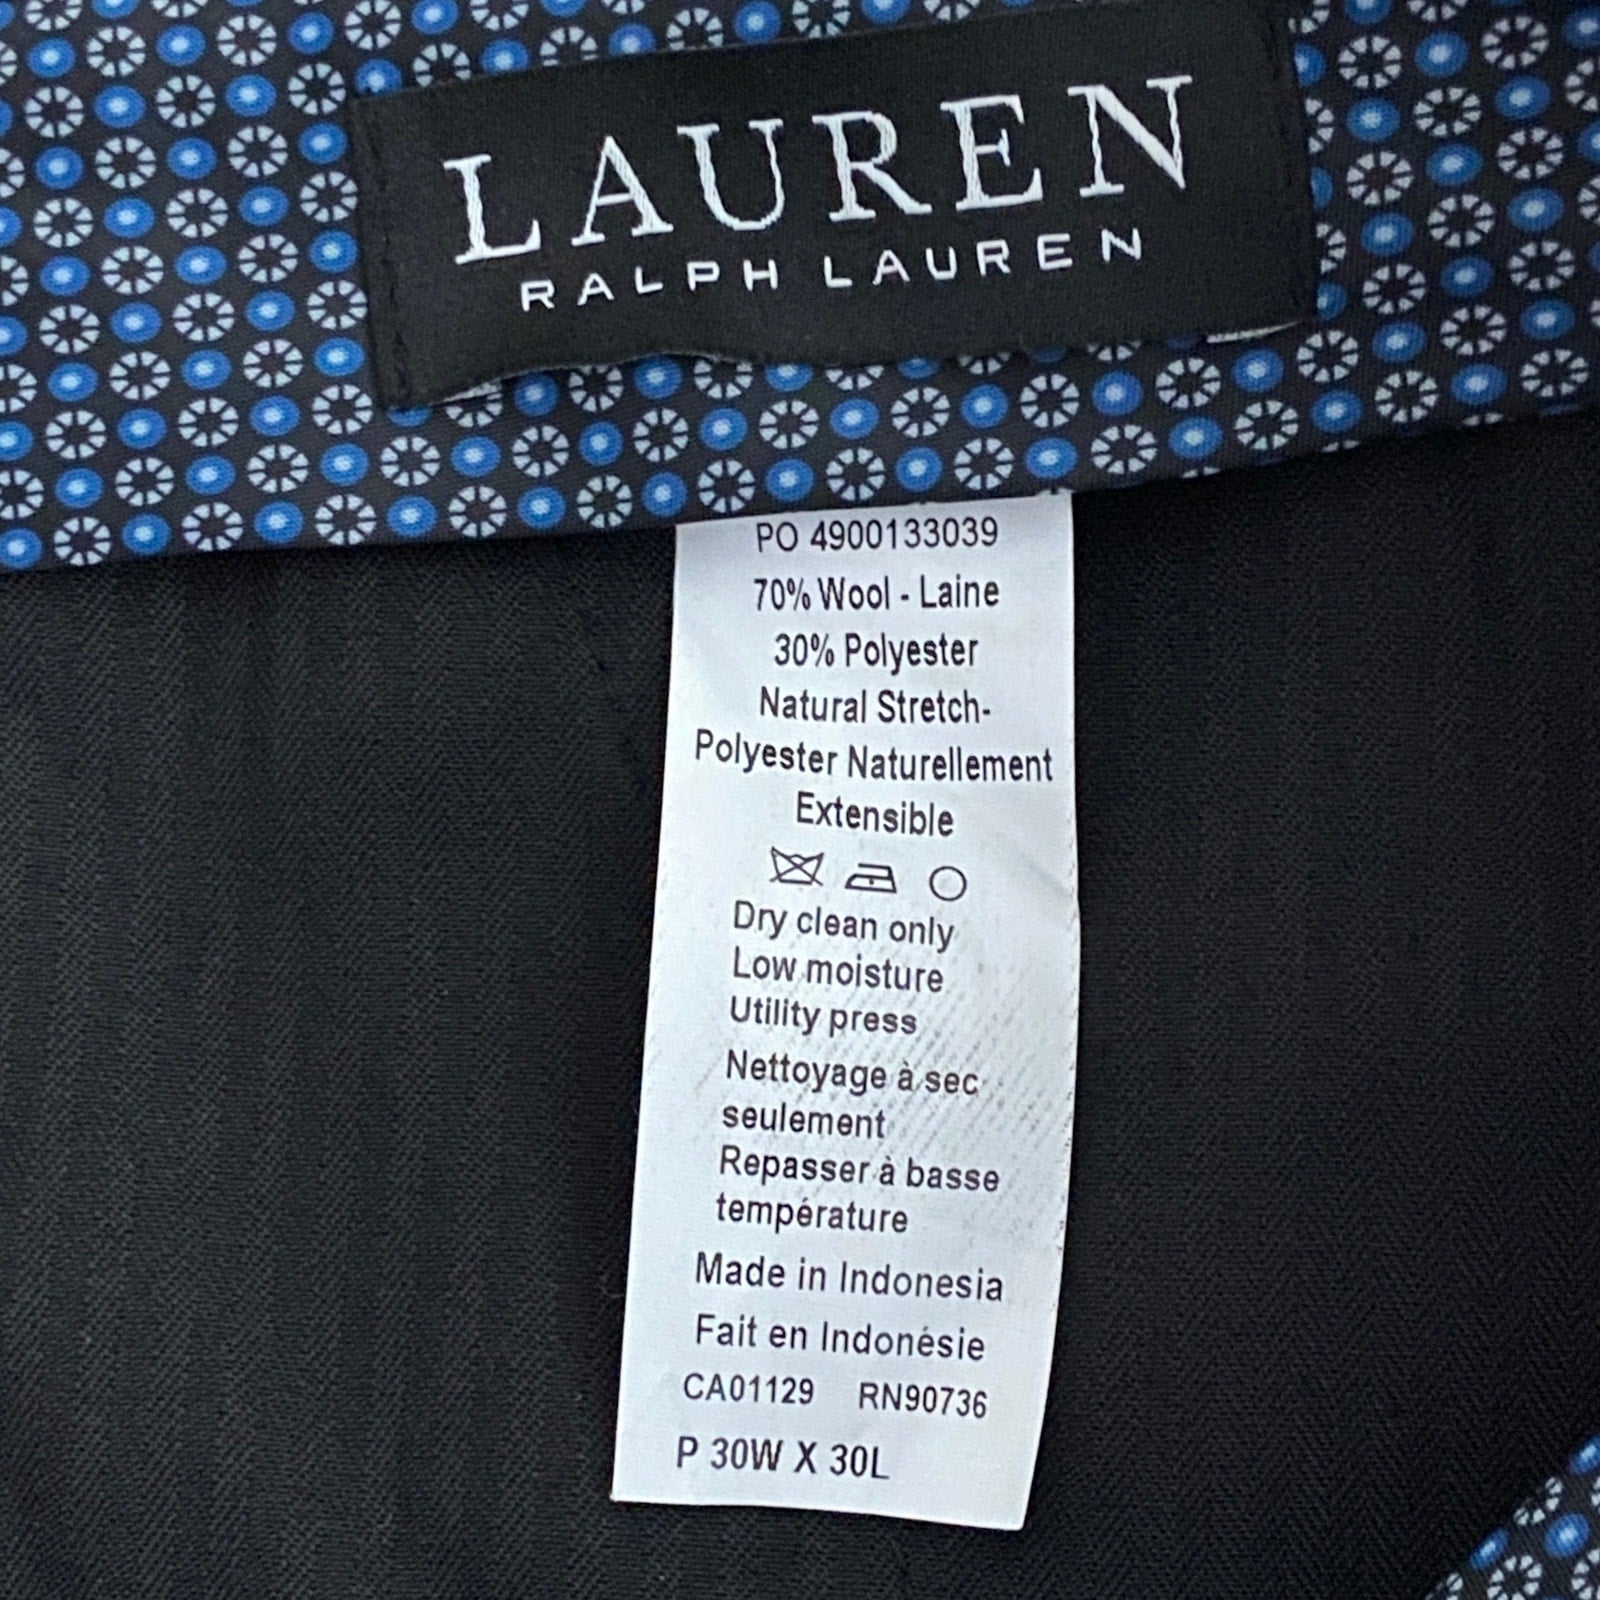 LAUREN
RALPH LAUREN
PO 4900133039
70% Wool - Laine
30% Polyester
Natural Stretch-
Polyester Naturellement
Extensible
Dry clean only
Low moisture
Utility press
Nettoyage à sec
seulement
Repasser à basse
température
Made in Indonesia
Fait en Indonésie
CA01129 RN90736
P 30W X 30L